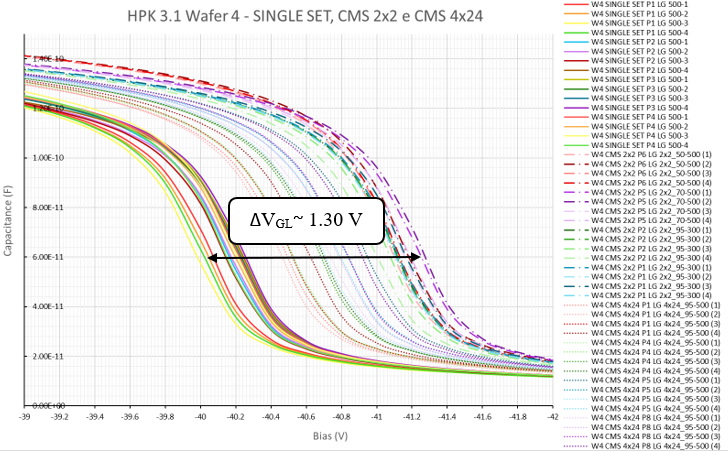 HPK 3.1 Wafer 4 - SINGLE SET, CMS 2x2 e CMS 4x24
1.40E-10
1.20E-10
1.00E-10
8.00E-11
6.00E-11
4.00E-11
2.00E-11
0.00E+00
Capacitance (F)
ΔVGL~ 1.30 V
-39
-39.2
-39.4
-39.6
-39.8
-40
-40.2
-40.4
-40.6
-40.8
-41
-41.2
-41.4
-41.6
-41.8
-42
Bias (V)
W4 SINGLE SET P1 LG 500-1
W4 SINGLE SET P1 LG 500-2
W4 SINGLE SET P1 LG 500-3
W4 SINGLE SET P1 LG 500-4
W4 SINGLE SET P2 LG 500-1
W4 SINGLE SET P2 LG 500-2
W4 SINGLE SET P2 LG 500-3
W4 SINGLE SET P2 LG 500-4
W4 SINGLE SET P3 LG 500-1
W4 SINGLE SET P3 LG 500-2
W4 SINGLE SET P3 LG 500-3
W4 SINGLE SET P3 LG 500-4
W4 SINGLE SET P4 LG 500-1
W4 SINGLE SET P4 LG 500-2
W4 SINGLE SET P4 LG 500-3
W4 SINGLE SET P4 LG 500-4
W4 CMS 2x2 P6 LG 2x2_50-500 (1)
W4 CMS 2x2 P6 LG 2x2_50-500 (2)
W4 CMS 2x2 P6 LG 2x2_50-500 (3)
W4 CMS 2x2 P6 LG 2x2_50-500 (4)
W4 CMS 2x2 P5 LG 2x2_70-500 (1)
W4 CMS 2x2 P5 LG 2x2_70-500 (2)
W4 CMS 2x2 P5 LG 2x2_70-500 (3)
W4 CMS 2x2 P5 LG 2x2_70-500 (4)
W4 CMS 2x2 P2 LG 2x2_95-300 (1)
W4 CMS 2x2 P2 LG 2x2_95-300 (2)
W4 CMS 2x2 P2 LG 2x2_95-300 (3)
W4 CMS 2x2 P2 LG 2x2_95-300 (4)
W4 CMS 2x2 P1 LG 2x2_95-300 (1)
W4 CMS 2x2 P1 LG 2x2_95-300 (2)
W4 CMS 2x2 P1 LG 2x2_95-300 (3)
W4 CMS 2x2 P1 LG 2x2_95-300 (4)
W4 CMS 4x24 P1 LG 4x24_95-500 (1)
W4 CMS 4x24 P1 LG 4x24_95-500 (2)
W4 CMS 4x24 P1 LG 4x24_95-500 (3)
W4 CMS 4x24 P1 LG 4x24_95-500 (4)
W4 CMS 4x24 P4 LG 4x24_95-500 (1)
W4 CMS 4x24 P4 LG 4x24_95-500 (2)
W4 CMS 4x24 P4 LG 4x24_95-500 (3)
W4 CMS 4x24 P4 LG 4x24_95-500 (4)
W4 CMS 4x24 P5 LG 4x24_95-500 (1)
W4 CMS 4x24 P5 LG 4x24_95-500 (2)
W4 CMS 4x24 P5 LG 4x24_95-500 (3)
W4 CMS 4x24 P5 LG 4x24_95-500 (4)
W4 CMS 4x24 P8 LG 4x24_95-500 (1)
W4 CMS 4x24 P8 LG 4x24_95-500 (2)
W4 CMS 4x24 P8 LG 4x24_95-500 (3)
W4 CMS 4x24 P8 LG 4x24_95-500 (4)